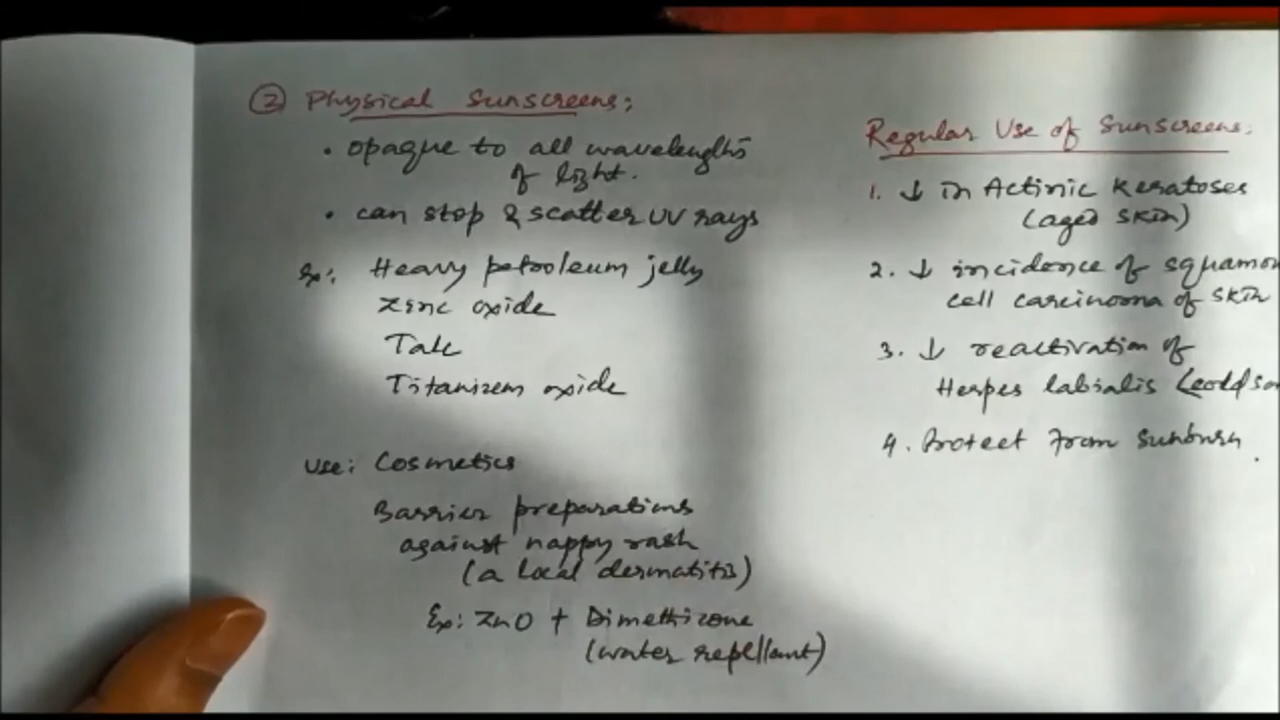 ② Physical Sunscreens;
• opaque to all wavelengths
of light.
• can stop & scatter UV rays
Ex: Heavy petroleum jelly
Zinc oxide
Talc
Titanium oxide
Use: Cosmetics
Barrier preparations
against nappy rash
(a local dermatitis)
Ex: ZnO + Dimethicone
(water repellant)
Regular Use of Sunscreens:
1. ↓ in Actinic Keratoses
(aged skin)
2. ↓ incidence of squamou
cell carcinoma of skin
3. ↓ reactivation of
Herpes labialis (cold so
4. Protect from Sunburn.